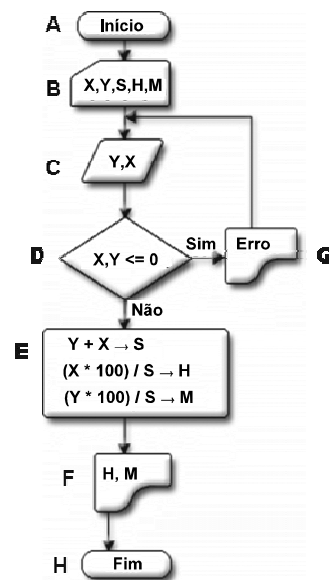 A
Início
B
X,Y,S,H,M
C
Y,X
D
X,Y <= 0
Sim
Erro
G
Não
E
Y + X → S
(X * 100) / S → H
(Y * 100) / S → M
F
H, M
H
Fim